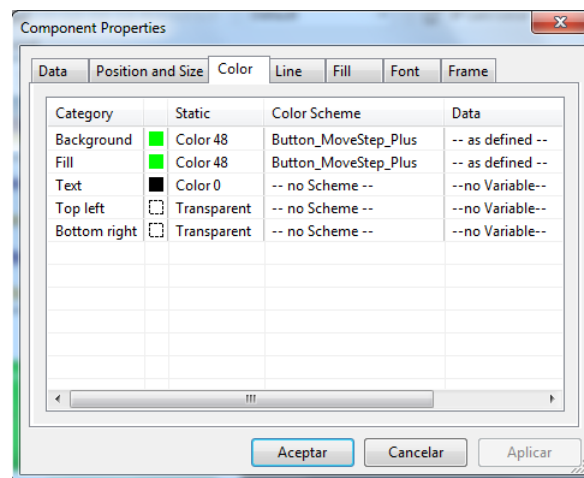 Component Properties
Data Position and Size Color Line Fill Font Frame
Category Static Color Scheme Data
Background Color 48 Button_MoveStep_Plus -- as defined --
Fill Color 48 Button_MoveStep_Plus -- as defined --
Text Color 0 -- no Scheme -- --no Variable--
Top left Transparent -- no Scheme -- --no Variable--
Bottom right Transparent -- no Scheme -- --no Variable--
Aceptar Cancelar Aplicar